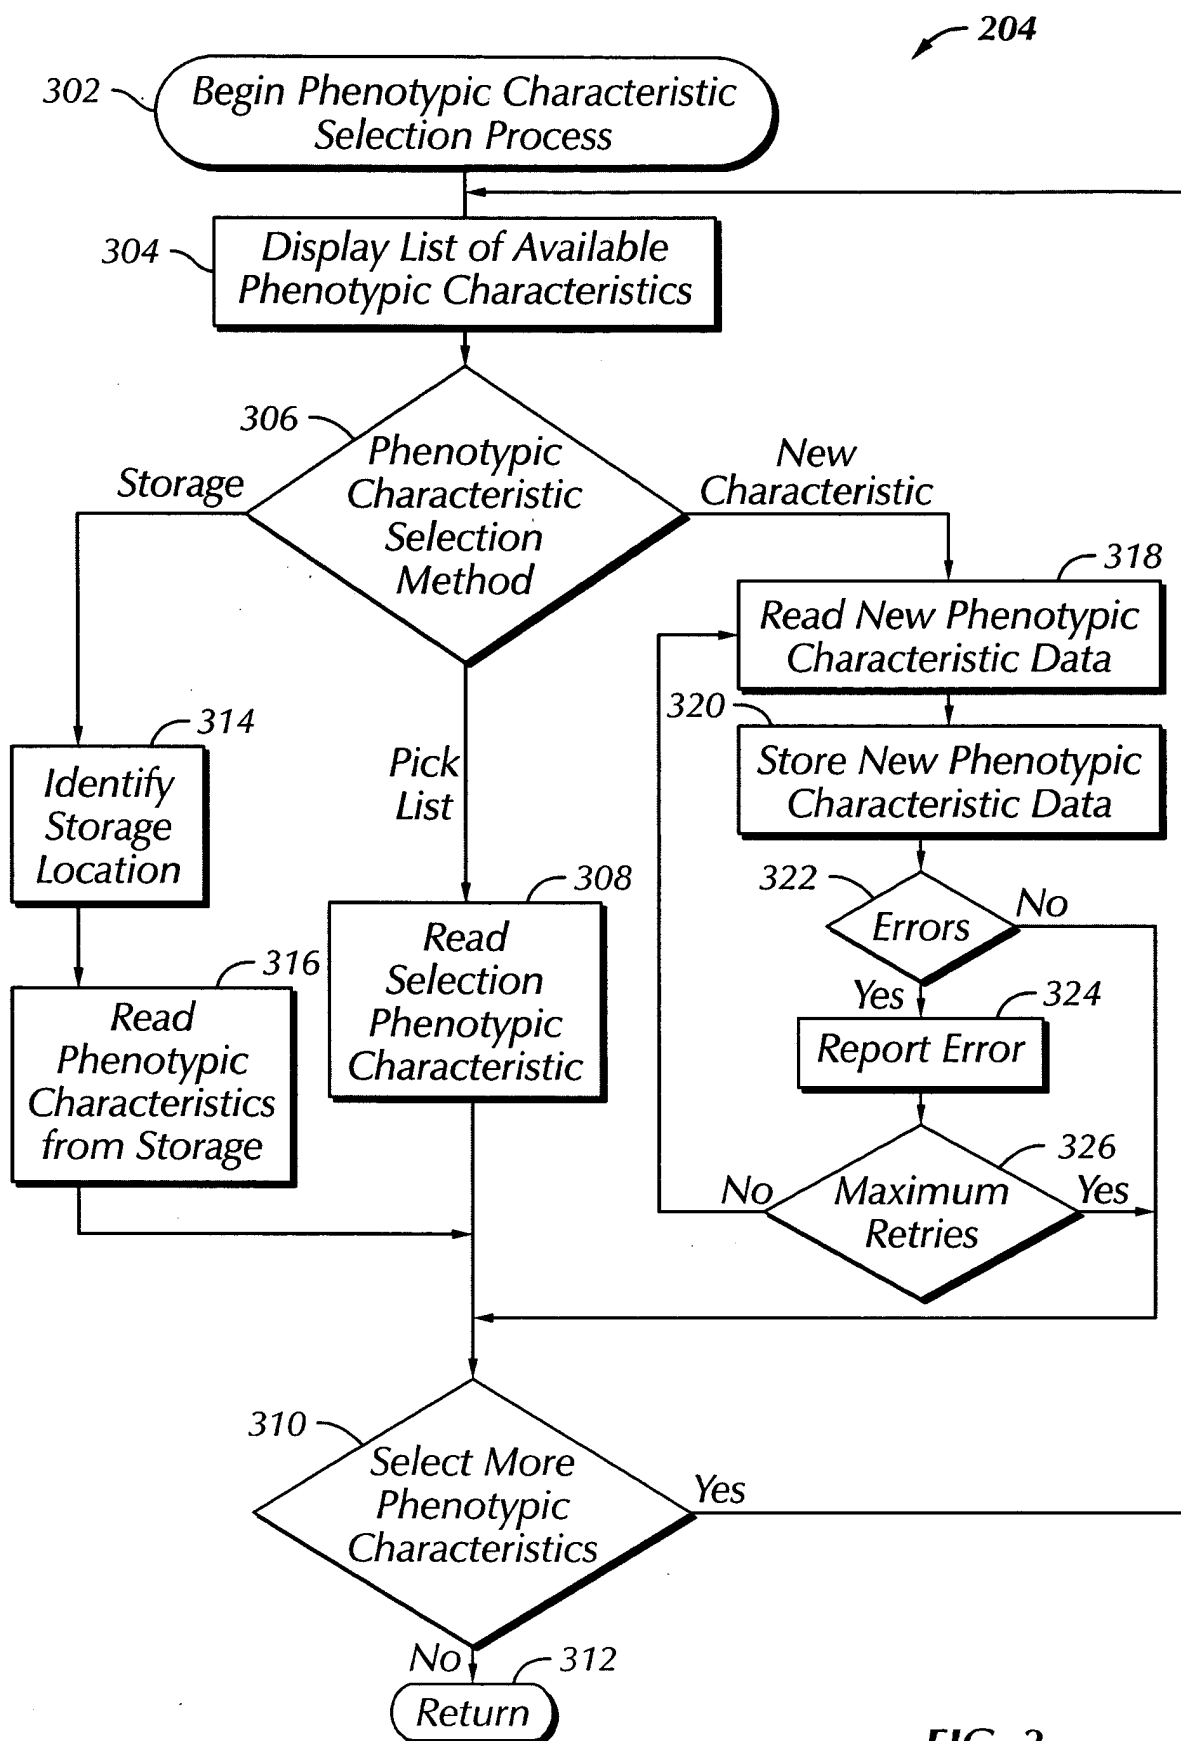 204
302
Begin Phenotypic Characteristic
Selection Process
304
Display List of Available
Phenotypic Characteristics
306
Phenotypic
Characteristic
Selection
Method
Storage
New
Characteristic
318
Read New Phenotypic
Characteristic Data
320
Store New Phenotypic
Characteristic Data
314
Identify
Storage
Location
Pick
List
322
Errors
No
308
Read
Selection
Phenotypic
Characteristic
316
Read
Phenotypic
Characteristics
from Storage
Yes
324
Report Error
326
Maximum
Retries
No
Yes
310
Select More
Phenotypic
Characteristics
Yes
No
312
Return